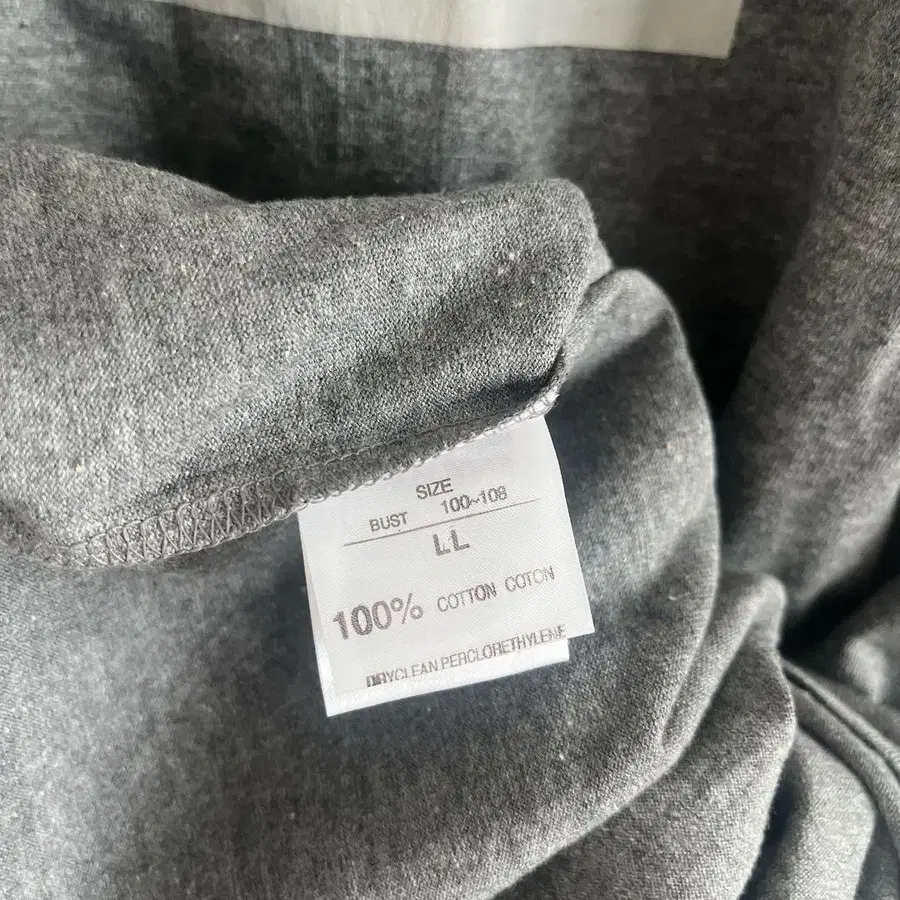 SIZE
BUST 100~108
LL
100% COTTON COTON
DRYCLEAN PERCLORETHYLENE